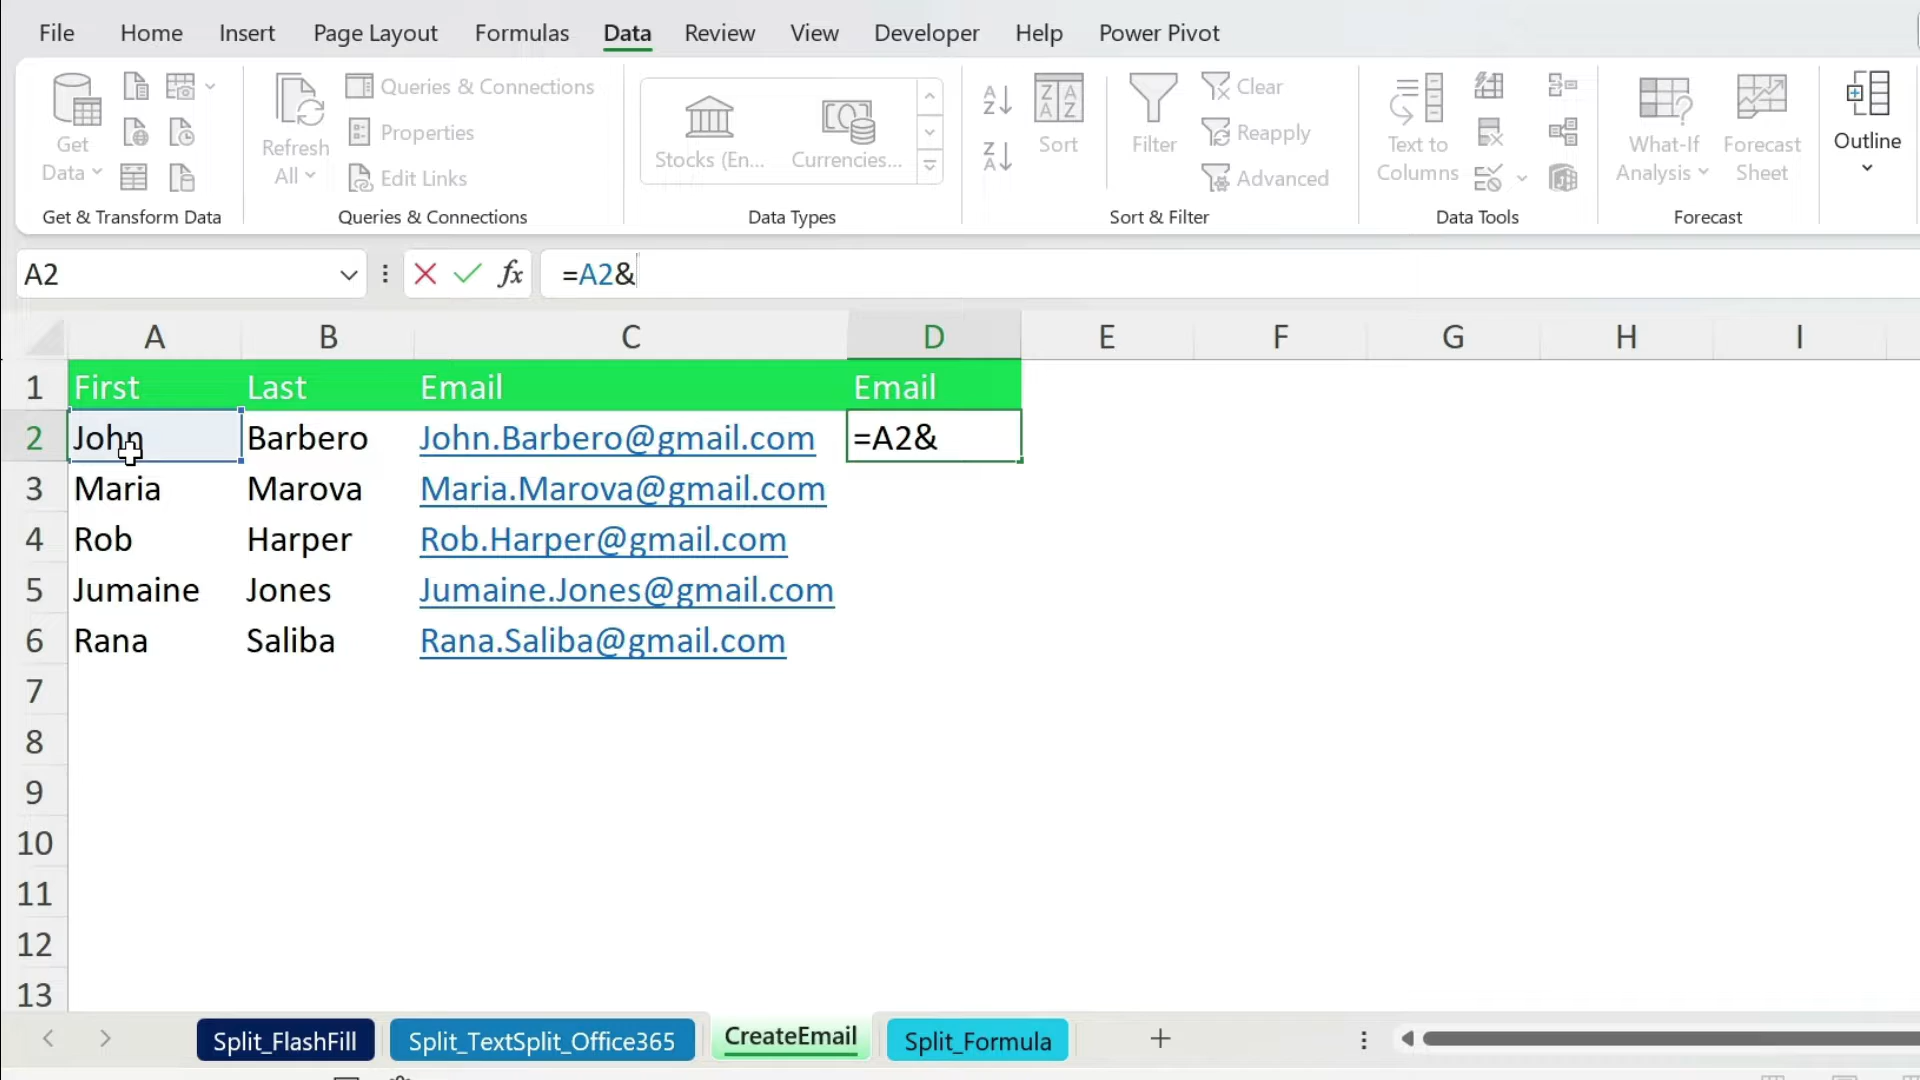 File Home Insert Page Layout Formulas Data Review View Developer Help Power Pivot
Get Data
Refresh All
Queries & Connections
Properties
Edit Links
Stocks (En...
Currencies...
Sort
Filter
Clear
Reapply
Advanced
Text to Columns
What-If Analysis
Forecast Sheet
Outline
Get & Transform Data
Queries & Connections
Data Types
Sort & Filter
Data Tools
Forecast
A2 fx =A2&
A B C D E F G H I
1 First Last Email Email
2 John Barbero John.Barbero@gmail.com =A2&
3 Maria Marova Maria.Marova@gmail.com
4 Rob Harper Rob.Harper@gmail.com
5 Jumaine Jones Jumaine.Jones@gmail.com
6 Rana Saliba Rana.Saliba@gmail.com
7
8
9
10
11
12
13
Split_FlashFill Split_TextSplit_Office365 CreateEmail Split_Formula